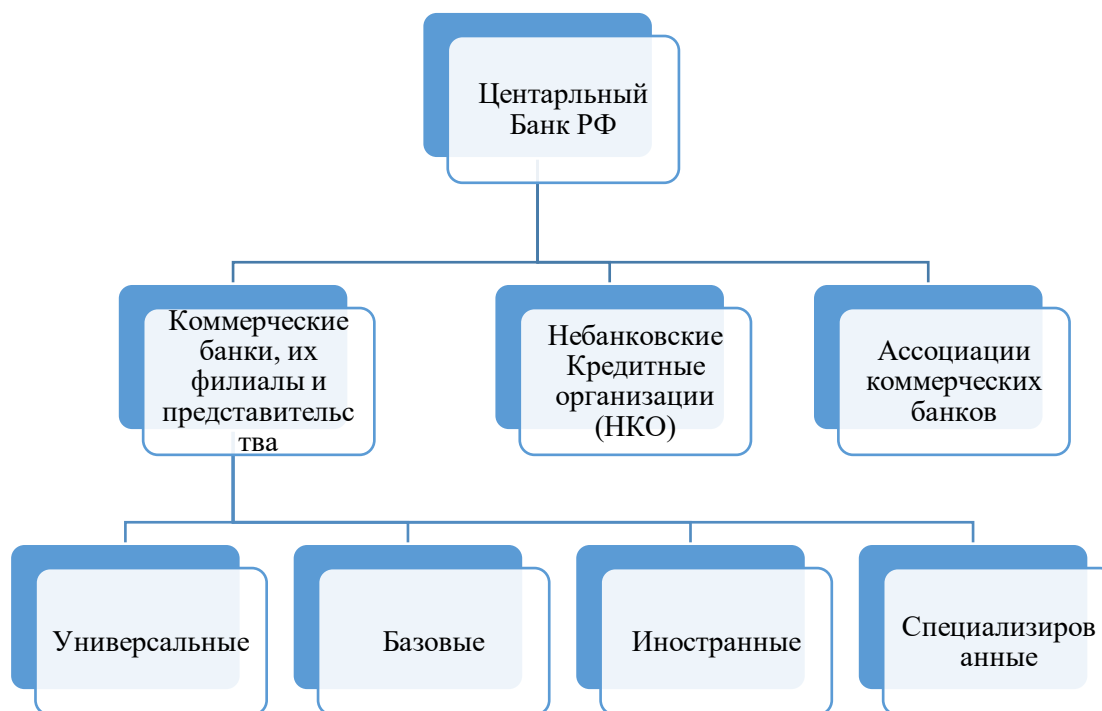 Центарльный
Банк РФ
Коммерческие
банки, их
филиалы и
представительс
тва
Небанковские
Кредитные
организации
(НКО)
Ассоциации
коммерческих
банков
Универсальные
Базовые
Иностранные
Специализиров
анные